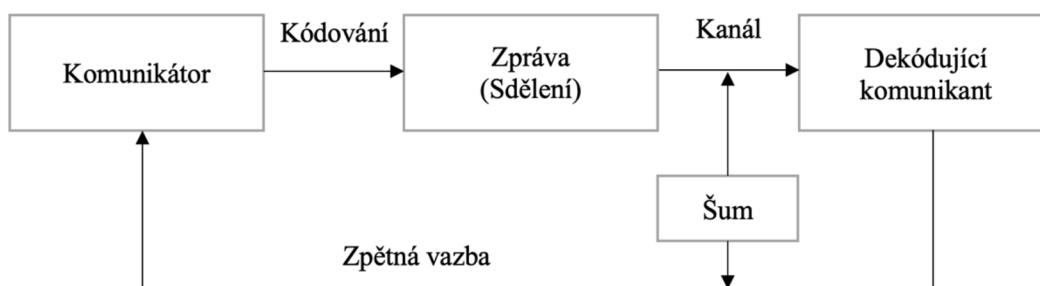 Komunikátor
Kódování
Zpráva
(Sdělení)
Kanál
Dekódující
komunikant
Šum
Zpětná vazba